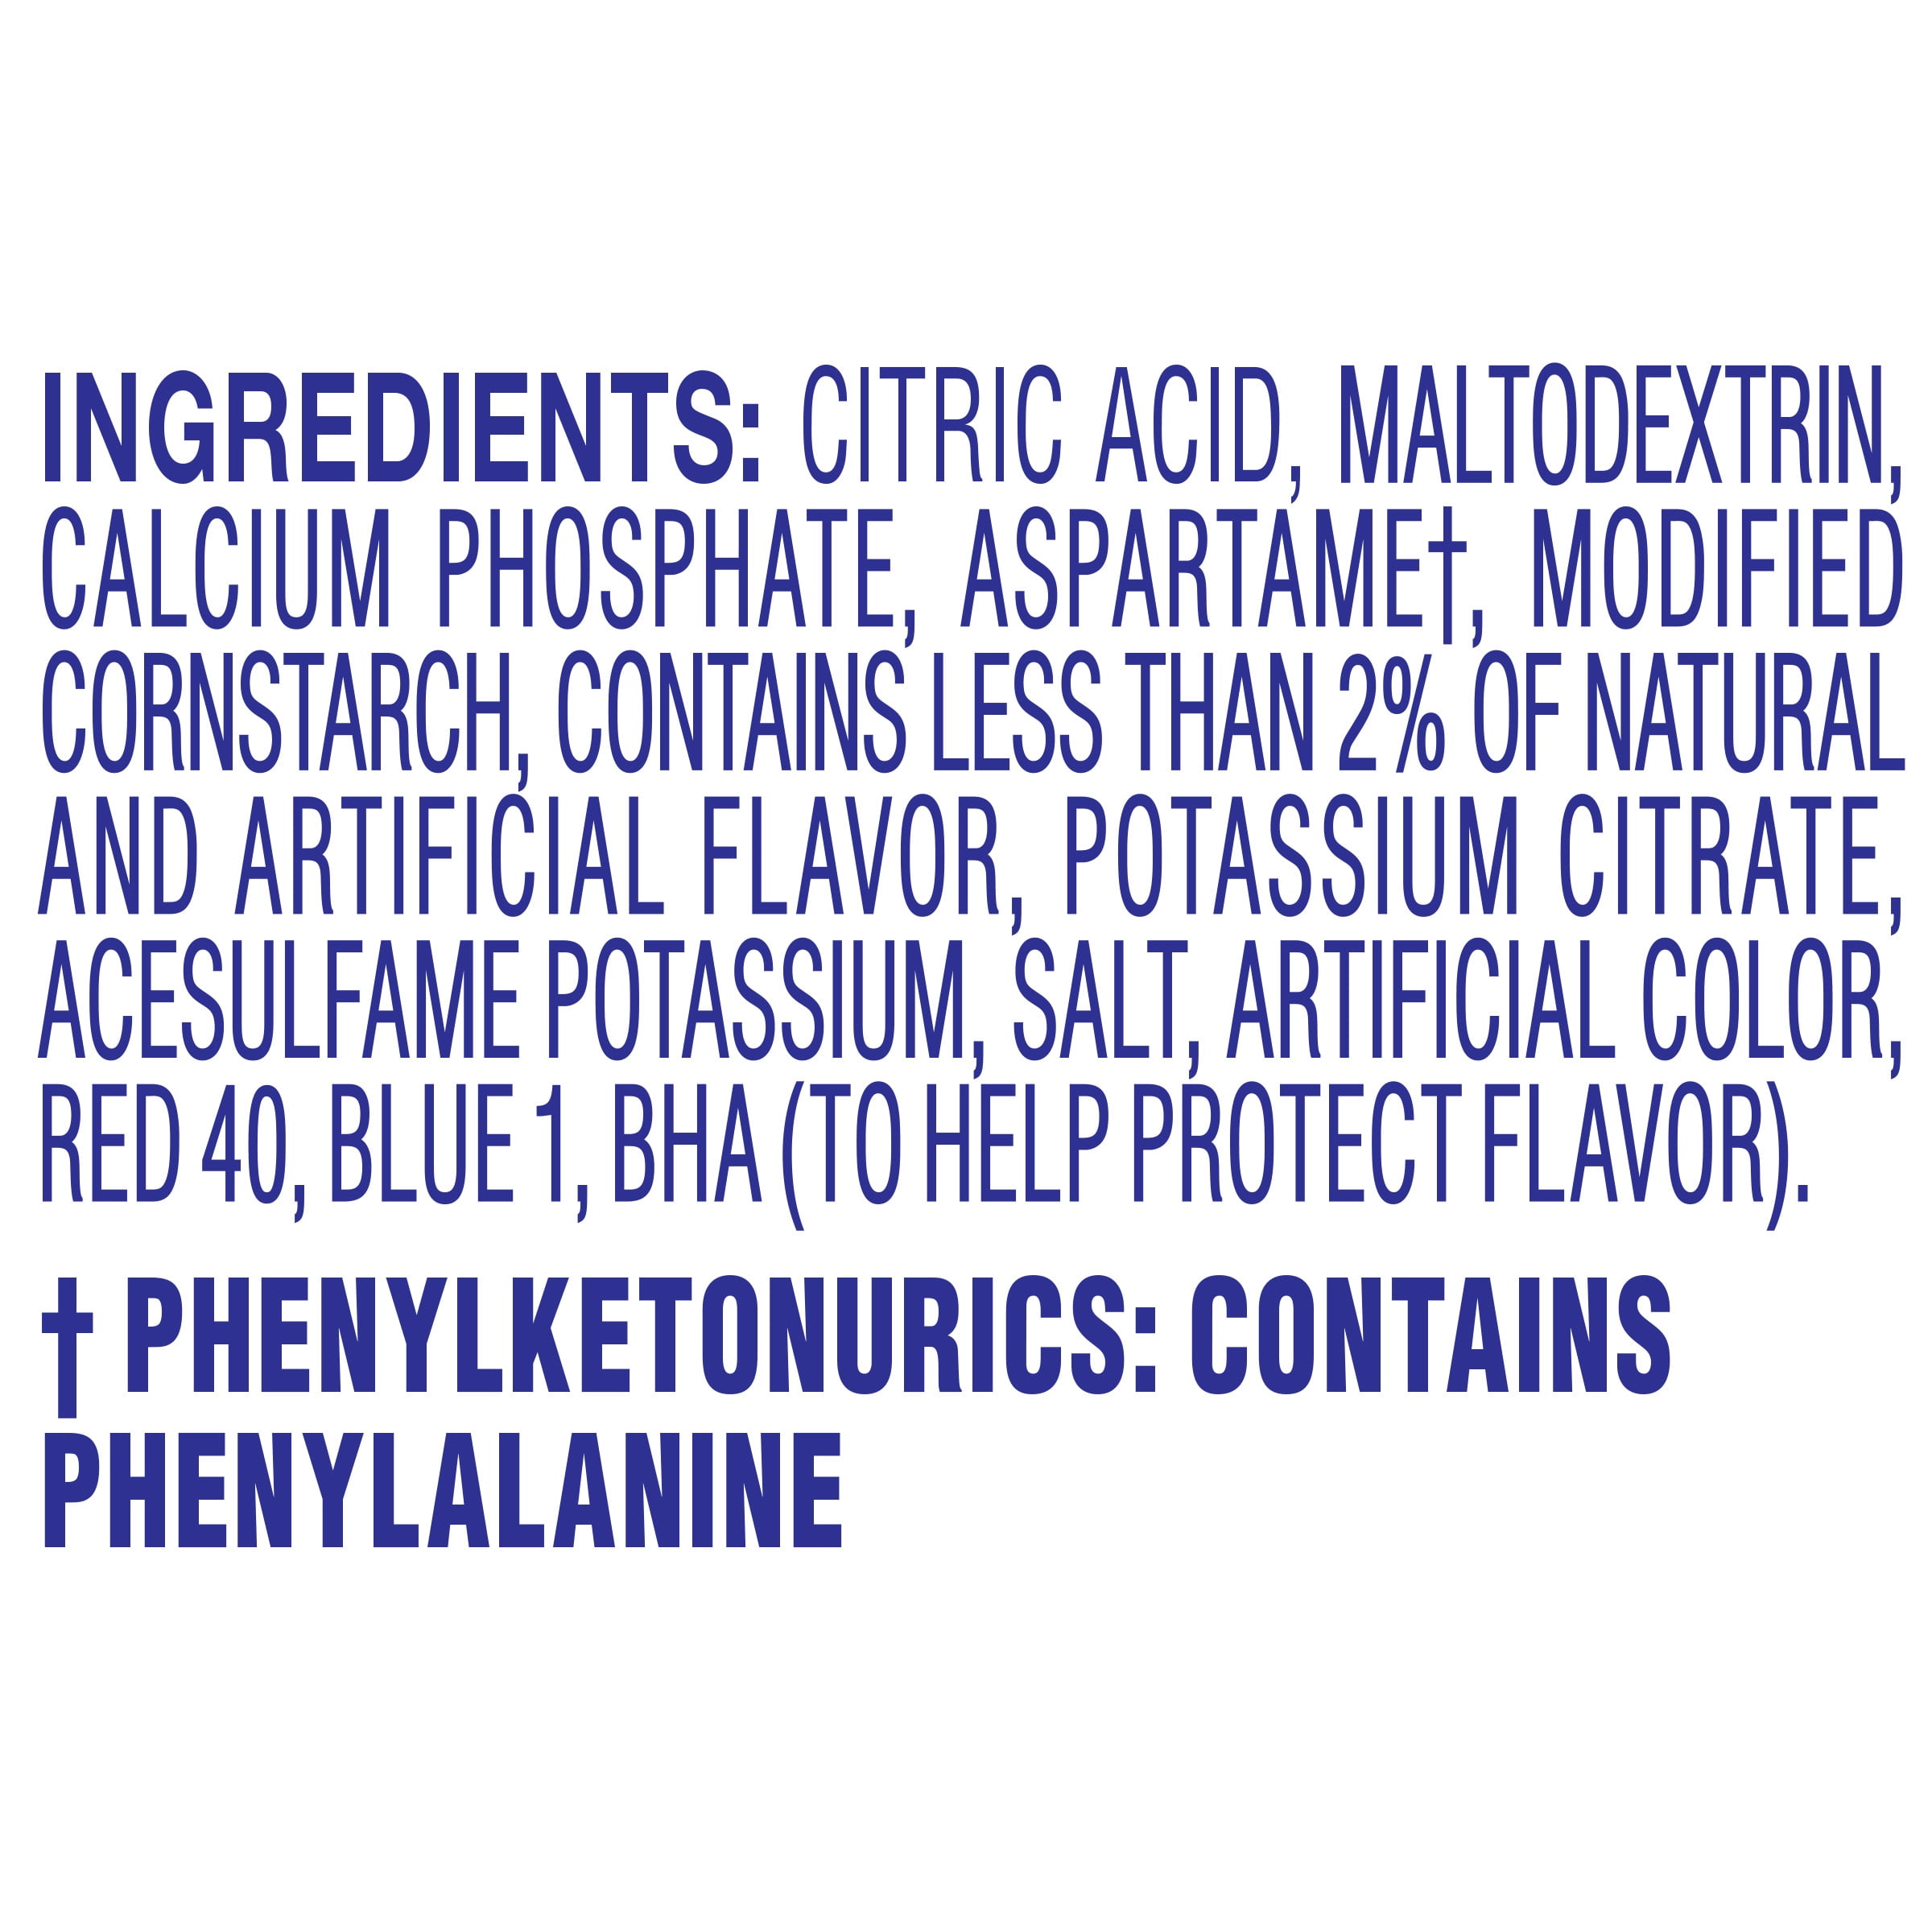 INGREDIENTS: CITRIC ACID, MALTODEXTRIN,
CALCIUM PHOSPHATE, ASPARTAME†, MODIFIED
CORNSTARCH, CONTAINS LESS THAN 2% OF NATURAL
AND ARTIFICIAL FLAVOR, POTASSIUM CITRATE,
ACESULFAME POTASSIUM, SALT, ARTIFICIAL COLOR,
RED 40, BLUE 1, BHA (TO HELP PROTECT FLAVOR).
† PHENYLKETONURICS: CONTAINS
PHENYLALANINE